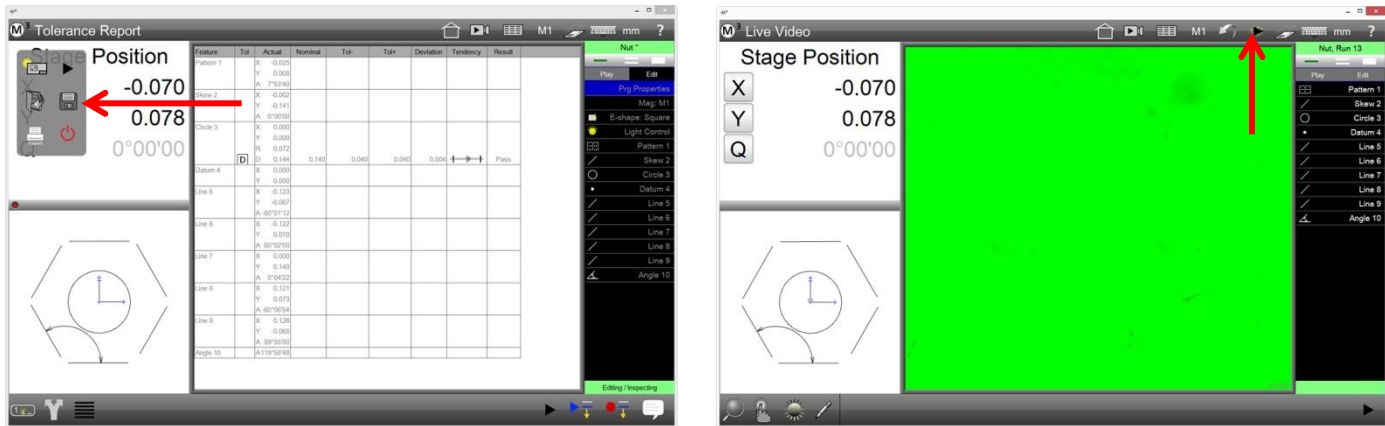 M³ Tolerance Report
M1 mm ?
Stage Position
X -0.070
Y 0.078
Q 0°00'00
Feature Tol Actual Nominal Tol- Tol+ Deviation Tendency Result
Pattern 1 X -0.025
Y 0.008
A 7°53'40
Skew 2 X -0.002
Y -0.141
A 0°00'00
Circle 3 X 0.000
Y 0.000
R 0.072
D D 0.144 0.140 0.040 0.040 0.004 Pass
Datum 4 X 0.000
Y 0.000
Line 5 X -0.123
Y -0.067
A -60°01'12
Line 6 X -0.122
Y 0.070
A 60°02'00
Line 7 X 0.000
Y 0.140
A 0°04'22
Line 8 X 0.121
Y 0.073
A -60°06'54
Line 9 X 0.126
Y -0.065
A 59°55'00
Angle 10 A119°58'48
Nut *
Play Edit
Prg Properties
Mag: M1
E-shape: Square
Light Control
Pattern 1
Skew 2
Circle 3
Datum 4
Line 5
Line 6
Line 7
Line 8
Line 9
Angle 10
Editing / Inspecting
M³ Live Video
M1 mm ?
Stage Position
X -0.070
Y 0.078
Q 0°00'00
Nut, Run 13
Play Edit
Pattern 1
Skew 2
Circle 3
Datum 4
Line 5
Line 6
Line 7
Line 8
Line 9
Angle 10